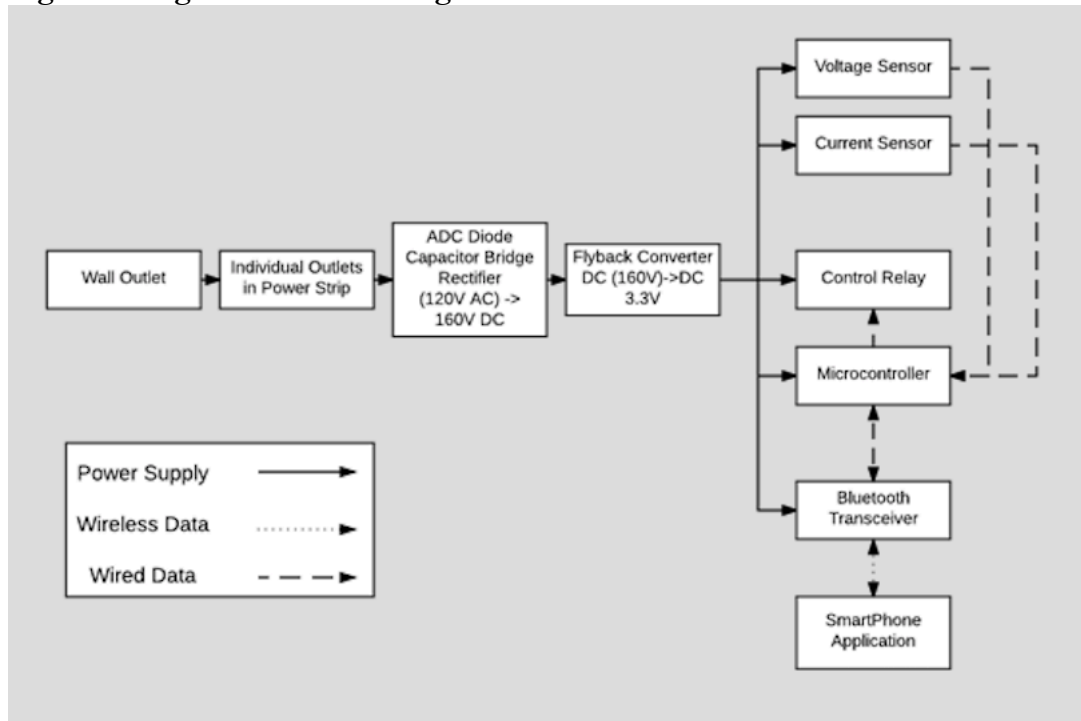 Voltage Sensor
Current Sensor
Wall Outlet
Individual Outlets
in Power Strip
ADC Diode
Capacitor Bridge
Rectifier
(120V AC) ->
160V DC
Flyback Converter
DC (160V)->DC
3.3V
Control Relay
Microcontroller
Bluetooth
Transceiver
SmartPhone
Application
Power Supply
Wireless Data
Wired Data